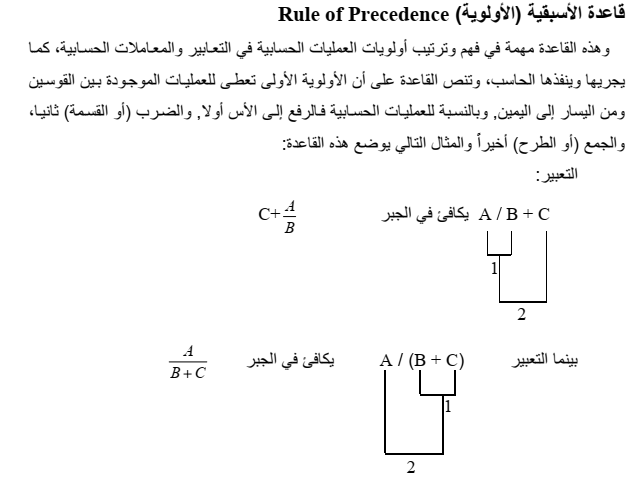 قاعدة الأسبقية (الأولوية) Rule of Precedence
وهذه القاعدة مهمة في فهم وترتيب أولويات العمليات الحسابية في التعابير والمعاملات الحسابية، كما
يجريها وينفذها الحاسب، وتنص القاعدة على أن الأولوية الأولى تعطى للعمليات الموجودة بين القوسين
ومن اليسار إلى اليمين, وبالنسبة للعمليات الحسابية فالرفع إلى الأس أولا, والضرب (أو القسمة) ثانيا،
والجمع (أو الطرح) أخيراً والمثال التالي يوضع هذه القاعدة:
التعبير:
A / B + C يكافئ في الجبر C+A/B
1
2
بينما التعبير A / (B + C) يكافئ في الجبر A/B+C
1
2